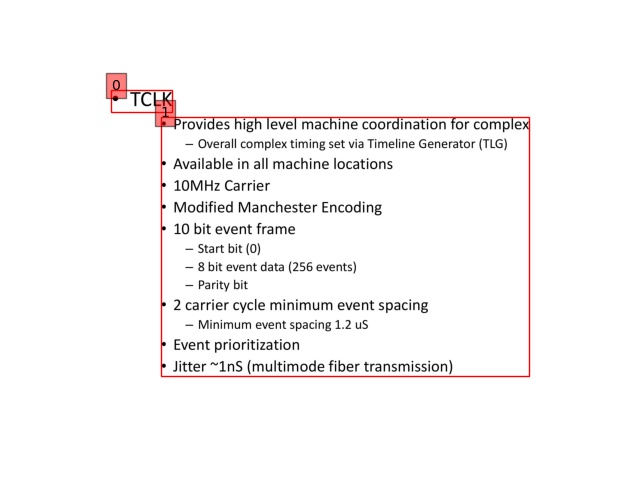 0
• TCLK
1
• Provides high level machine coordination for complex
– Overall complex timing set via Timeline Generator (TLG)
• Available in all machine locations
• 10MHz Carrier
• Modified Manchester Encoding
• 10 bit event frame
– Start bit (0)
– 8 bit event data (256 events)
– Parity bit
• 2 carrier cycle minimum event spacing
– Minimum event spacing 1.2 uS
• Event prioritization
• Jitter ~1nS (multimode fiber transmission)